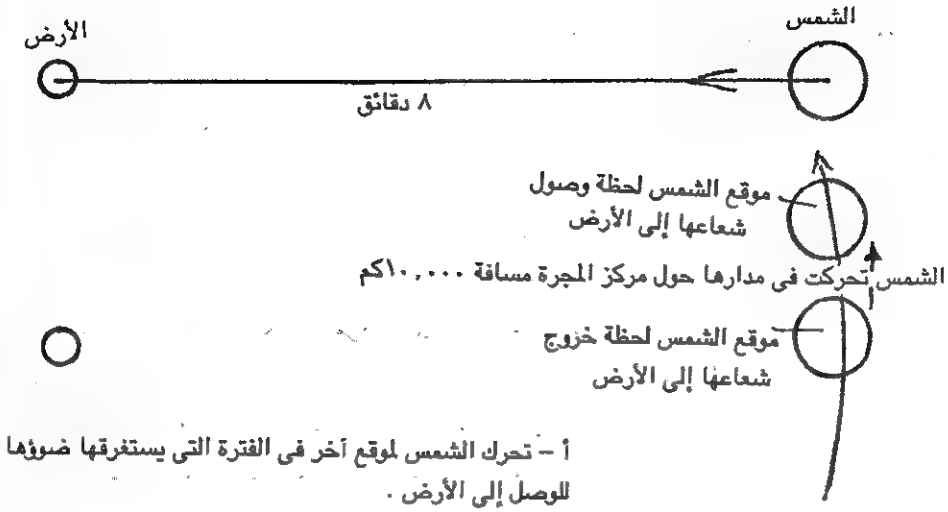 الشمس
الأرض
٨ دقائق
موقع الشمس لحظة وصول
شعاعها إلى الأرض
الشمس تحركت فى مدارها حول مركز المجرة مسافة ١٠,٠٠٠كم
موقع الشمس لحظة خروج
شعاعها إلى الأرض
أ – تحرك الشمس لموقع آخر فى الفترة التى يستغرقها ضوؤها
للوصل إلى الأرض .